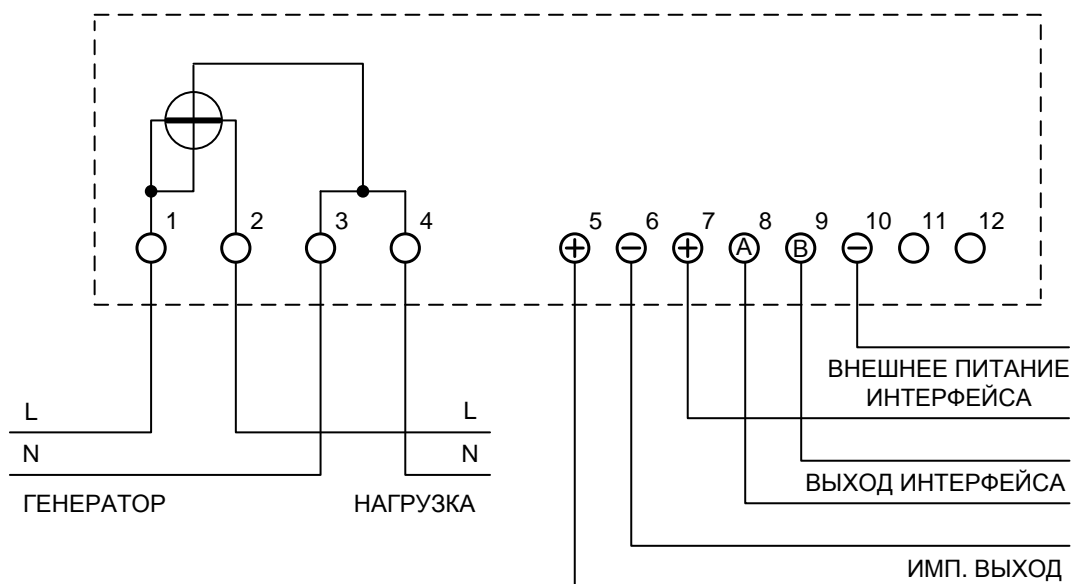 1 2 3 4 5 6 7 8 9 10 11 12
+ − + A B −
ВНЕШНЕЕ ПИТАНИЕ
ИНТЕРФЕЙСА
L L
N N
ВЫХОД ИНТЕРФЕЙСА
ГЕНЕРАТОР НАГРУЗКА
ИМП. ВЫХОД